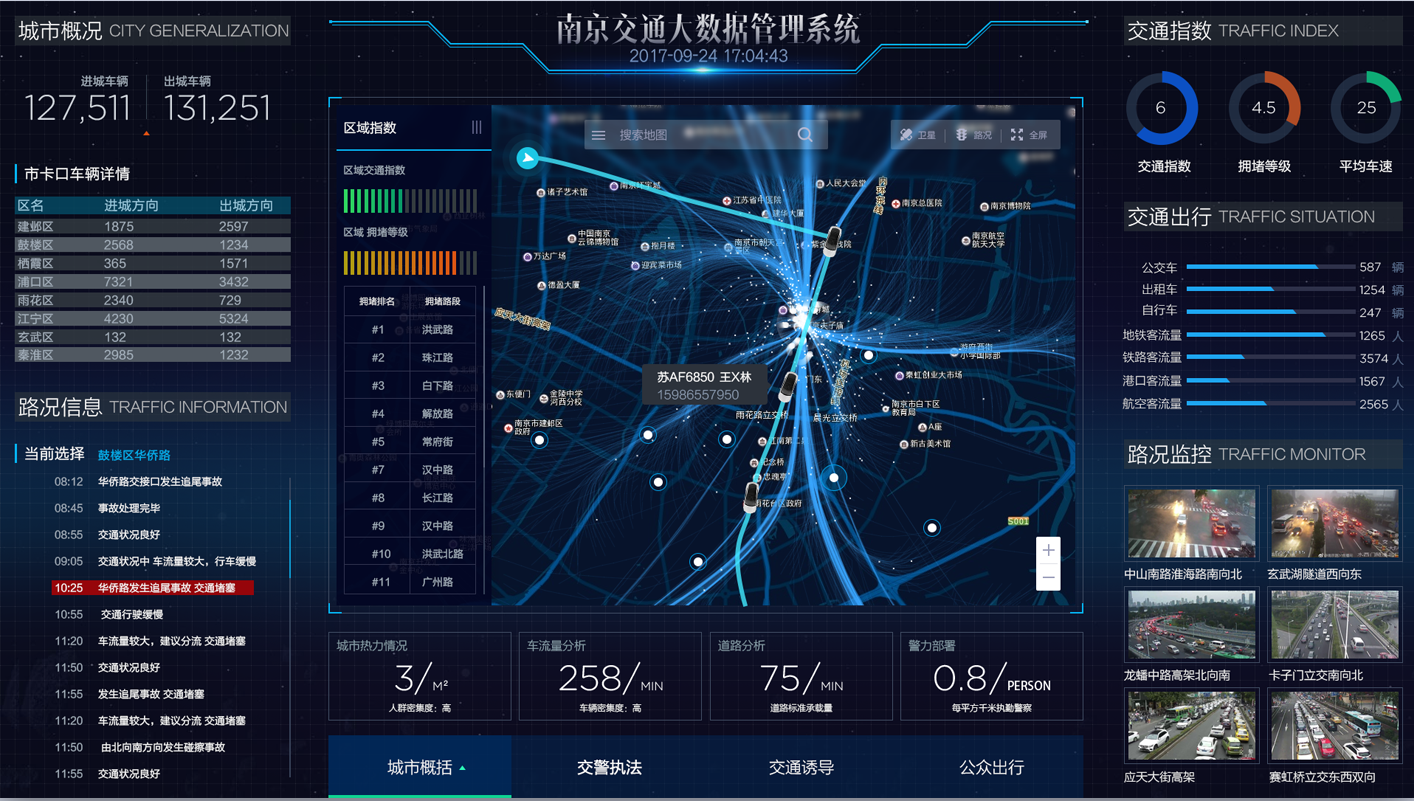 城市概况 CITY GENERALIZATION
进城车辆 出城车辆
127,511 131,251
市卡口车辆详情
区名 进城方向 出城方向
建邺区 1875 2597
鼓楼区 2568 1234
栖霞区 365 1571
浦口区 7321 3432
雨花区 2340 729
江宁区 4230 5324
玄武区 132 132
秦淮区 2985 1232
路况信息 TRAFFIC INFORMATION
当前选择 鼓楼区华侨路
08:12 华侨路交接口发生追尾事故
08:45 事故处理完毕
08:55 交通状况良好
09:05 交通状况中 车流量较大，行车缓慢
10:25 华侨路发生追尾事故 交通堵塞
10:55 交通行驶缓慢
11:20 车流量较大，建议分流 交通堵塞
11:50 交通状况良好
11:55 发生追尾事故 交通堵塞
11:20 车流量较大，建议分流 交通堵塞
11:50 由北向南方向发生碰擦事故
11:55 交通状况良好
南京交通大数据管理系统
2017-09-24 17:04:43
区域指数
区域交通指数
区域 拥堵等级
拥堵排名 拥堵路段
#1 洪武路
#2 珠江路
#3 白下路
#4 解放路
#5 常府街
#7 汉中路
#8 长江路
#9 汉中路
#10 洪武北路
#11 广州路
搜索地图
卫星 路况 全屏
诸子艺术馆
人民大会堂
江苏省中医院
南京总医院
南京博物院
建华大厦
中国南京
云锦博物馆
揽月楼
南京市朝天
南京航空
航天大学
万达广场
迎宾菜市场
德盈大厦
应天大街高架
游府西街
小学国际部
秦虹创业大市场
苏AF6850 王X林
15986557950
东便门
金陵中学
河西分校
南京市建邺区
政府
雨花路立交桥
晨光立交桥
南京市白下区
教育局
A座
新古美术馆
江南第二
纪念桥
忠魂亭
雨花台区政府
S001
城市热力情况
3/ M²
人群密集度：高
车流量分析
258/ MIN
车辆密集度：高
道路分析
75/ MIN
道路标准承载量
警力部署
0.8/ PERSON
每平方千米执勤警察
城市概括 交警执法 交通诱导 公众出行
交通指数 TRAFFIC INDEX
6 4.5 25
交通指数 拥堵等级 平均车速
交通出行 TRAFFIC SITUATION
公交车 587 辆
出租车 1254 辆
自行车 247 辆
地铁客流量 1265 人
铁路客流量 3574 人
港口客流量 1567 人
航空客流量 2565 人
路况监控 TRAFFIC MONITOR
中山南路淮海路南向北 玄武湖隧道西向东
龙蟠中路高架北向南 卡子门立交南向北
应天大街高架 赛虹桥立交东西双向